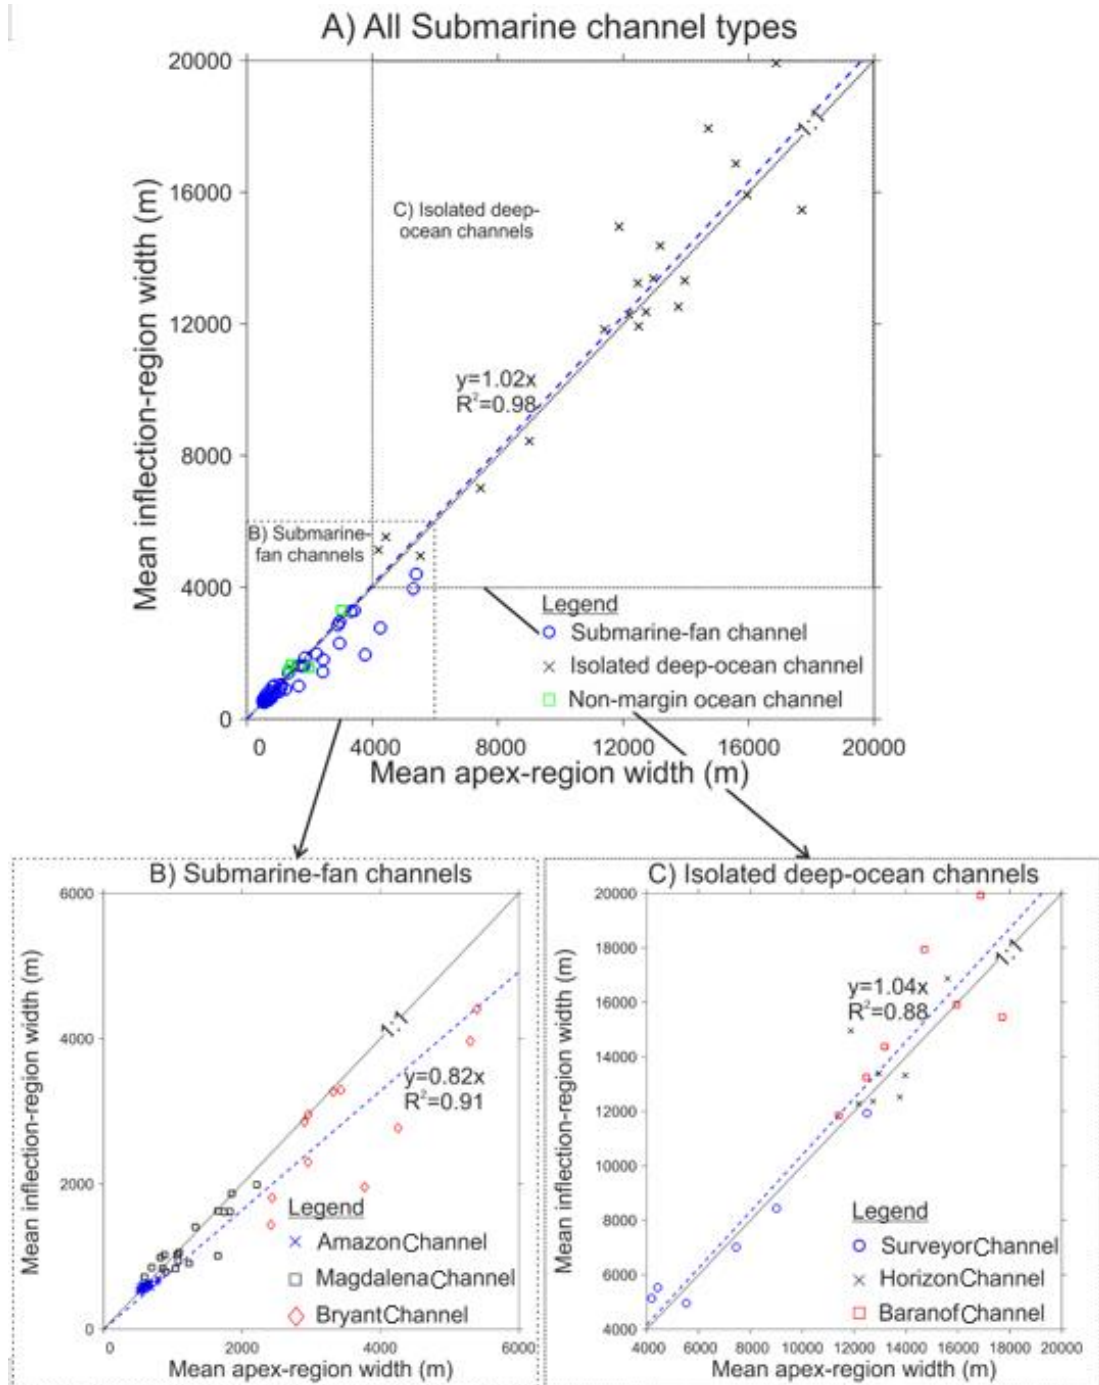 A) All Submarine channel types
20000
16000
12000
8000
4000
0
Mean inflection-region width (m)
1:1
C) Isolated deep-
ocean channels
y=1.02x
R²=0.98
B) Submarine-
fan channels
Legend
Submarine-fan channel
Isolated deep-ocean channel
Non-margin ocean channel
0 4000 8000 12000 16000 20000
Mean apex-region width (m)
B) Submarine-fan channels
6000
4000
2000
0
Mean inflection-region width (m)
1:1
y=0.82x
R²=0.91
Legend
AmazonChannel
MagdalenaChannel
BryantChannel
0 2000 4000 6000
Mean apex-region width (m)
C) Isolated deep-ocean channels
20000
18000
16000
14000
12000
10000
8000
6000
4000
Mean inflection-region width (m)
1:1
y=1.04x
R²=0.88
Legend
SurveyorChannel
HorizonChannel
BaranofChannel
4000 6000 8000 10000 12000 14000 16000 18000 20000
Mean apex-region width (m)